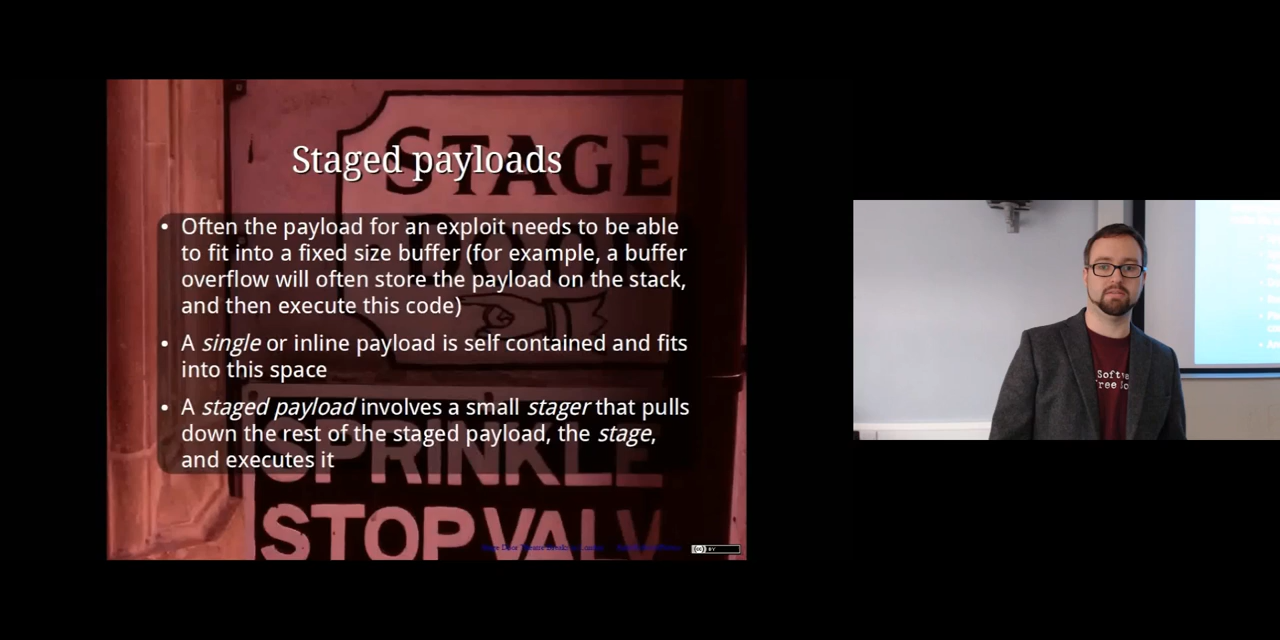 Staged payloads
STAGE
• Often the payload for an exploit needs to be able
to fit into a fixed size buffer (for example, a buffer
overflow will often store the payload on the stack,
and then execute this code)
• A single or inline payload is self contained and fits
into this space
• A staged payload involves a small stager that pulls
down the rest of the staged payload, the stage,
and executes it
SPRINKLE
STOP VALV
BY
Softw
ree